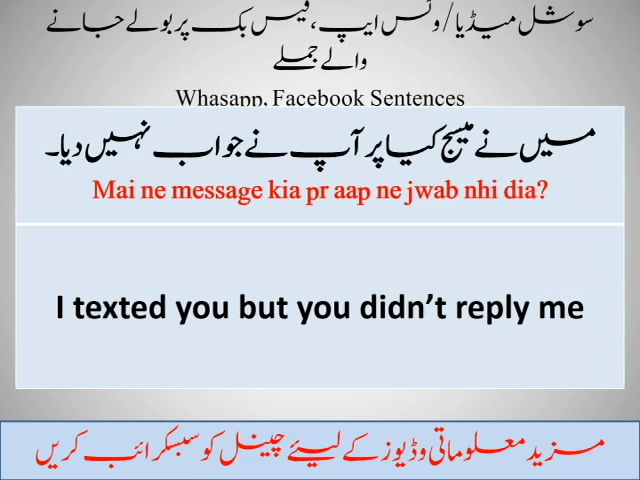 سوشل میڈیا/وٹس ایپ ،فیس بک پر بولے جانے
والے جملے
Whasapp, Facebook Sentences
میں نے میسج کیا پر آپ نے جواب نہیں دیا۔
Mai ne message kia pr aap ne jwab nhi dia?
I texted you but you didn’t reply me
مزید معلوماتی وڈیوز کے لیئے چینل کو سبسکرائب کریں